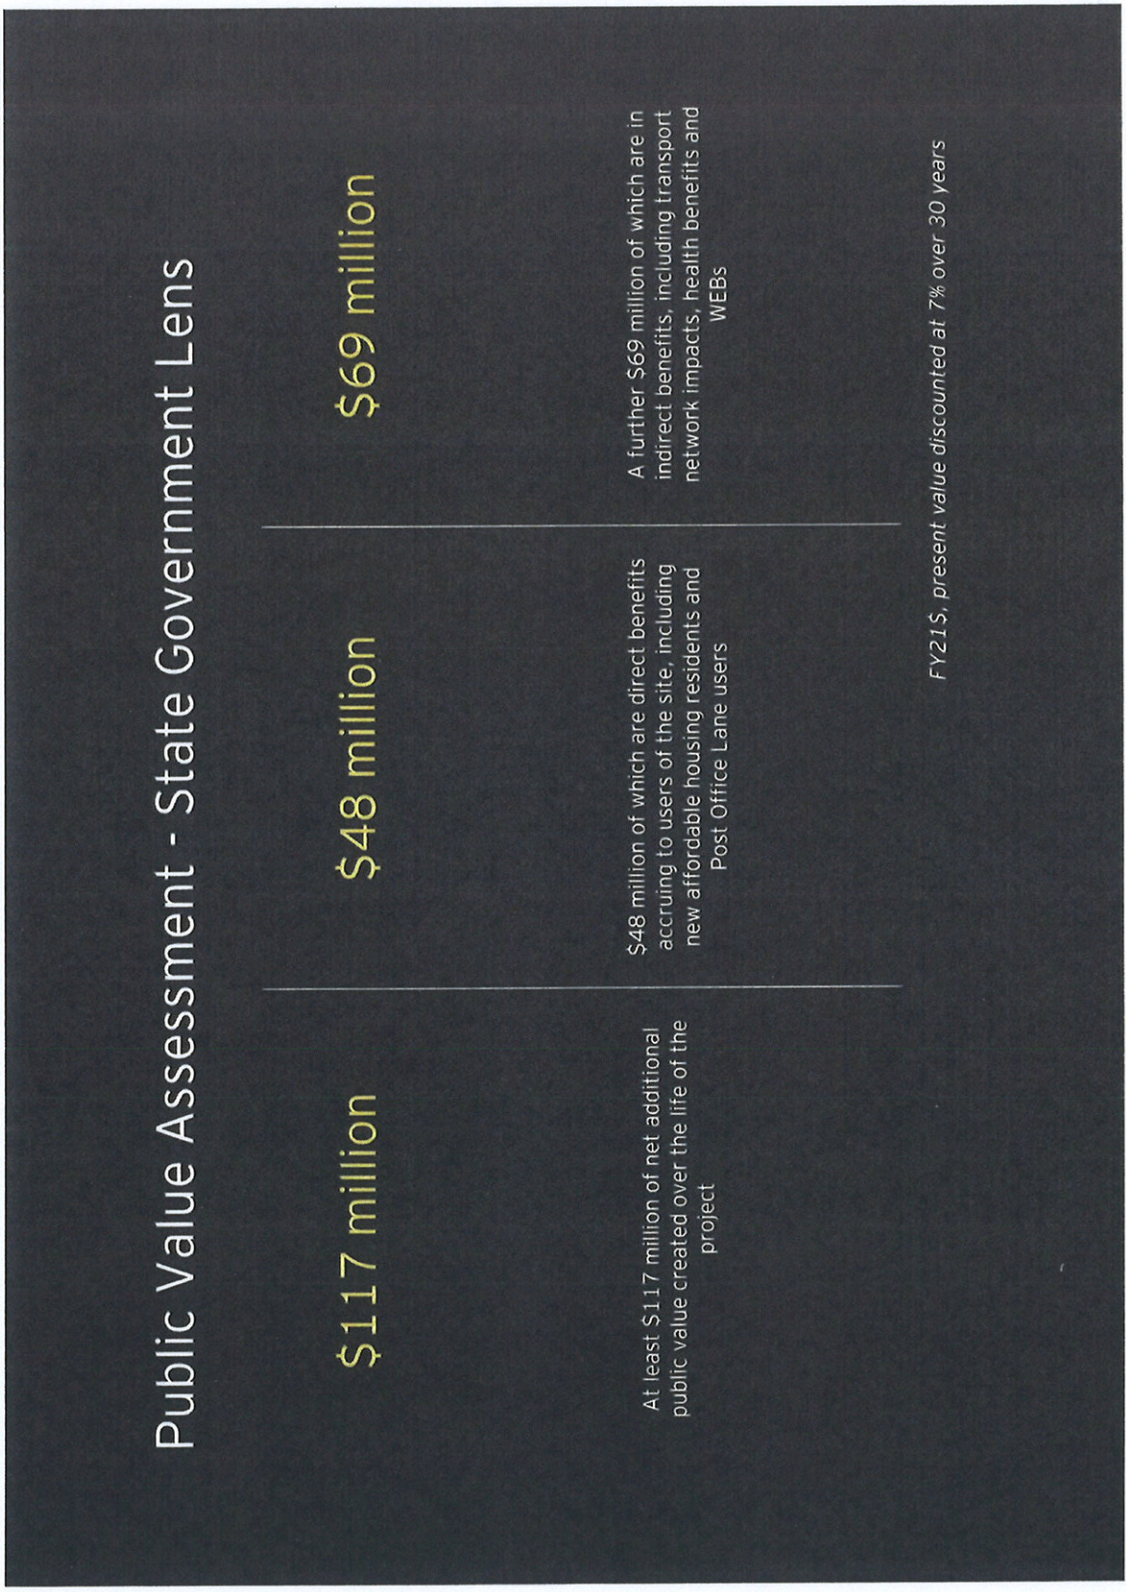 Public Value Assessment - State Government Lens
$117 million
At least $117 million of net additional
public value created over the life of the
project
$48 million
$48 million of which are direct benefits
accruing to users of the site, including
new affordable housing residents and
Post Office Lane users
$69 million
A further $69 million of which are in
indirect benefits, including transport
network impacts, health benefits and
WEBs
FY21$, present value discounted at 7% over 30 years